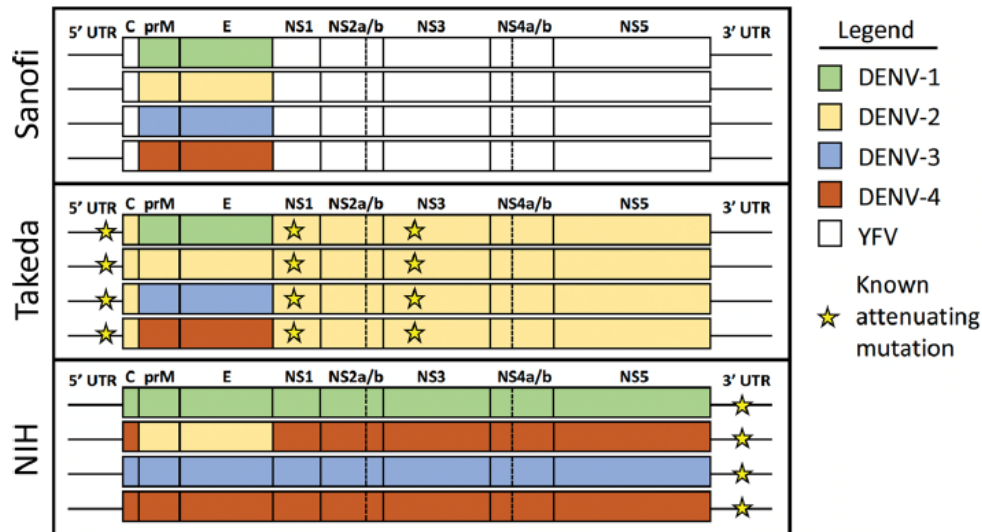 Sanofi
5′ UTR C prM E NS1 NS2a/b NS3 NS4a/b NS5 3′ UTR
Takeda
5′ UTR C prM E NS1 NS2a/b NS3 NS4a/b NS5 3′ UTR
NIH
5′ UTR C prM E NS1 NS2a/b NS3 NS4a/b NS5 3′ UTR
Legend
DENV-1
DENV-2
DENV-3
DENV-4
YFV
Known
attenuating
mutation